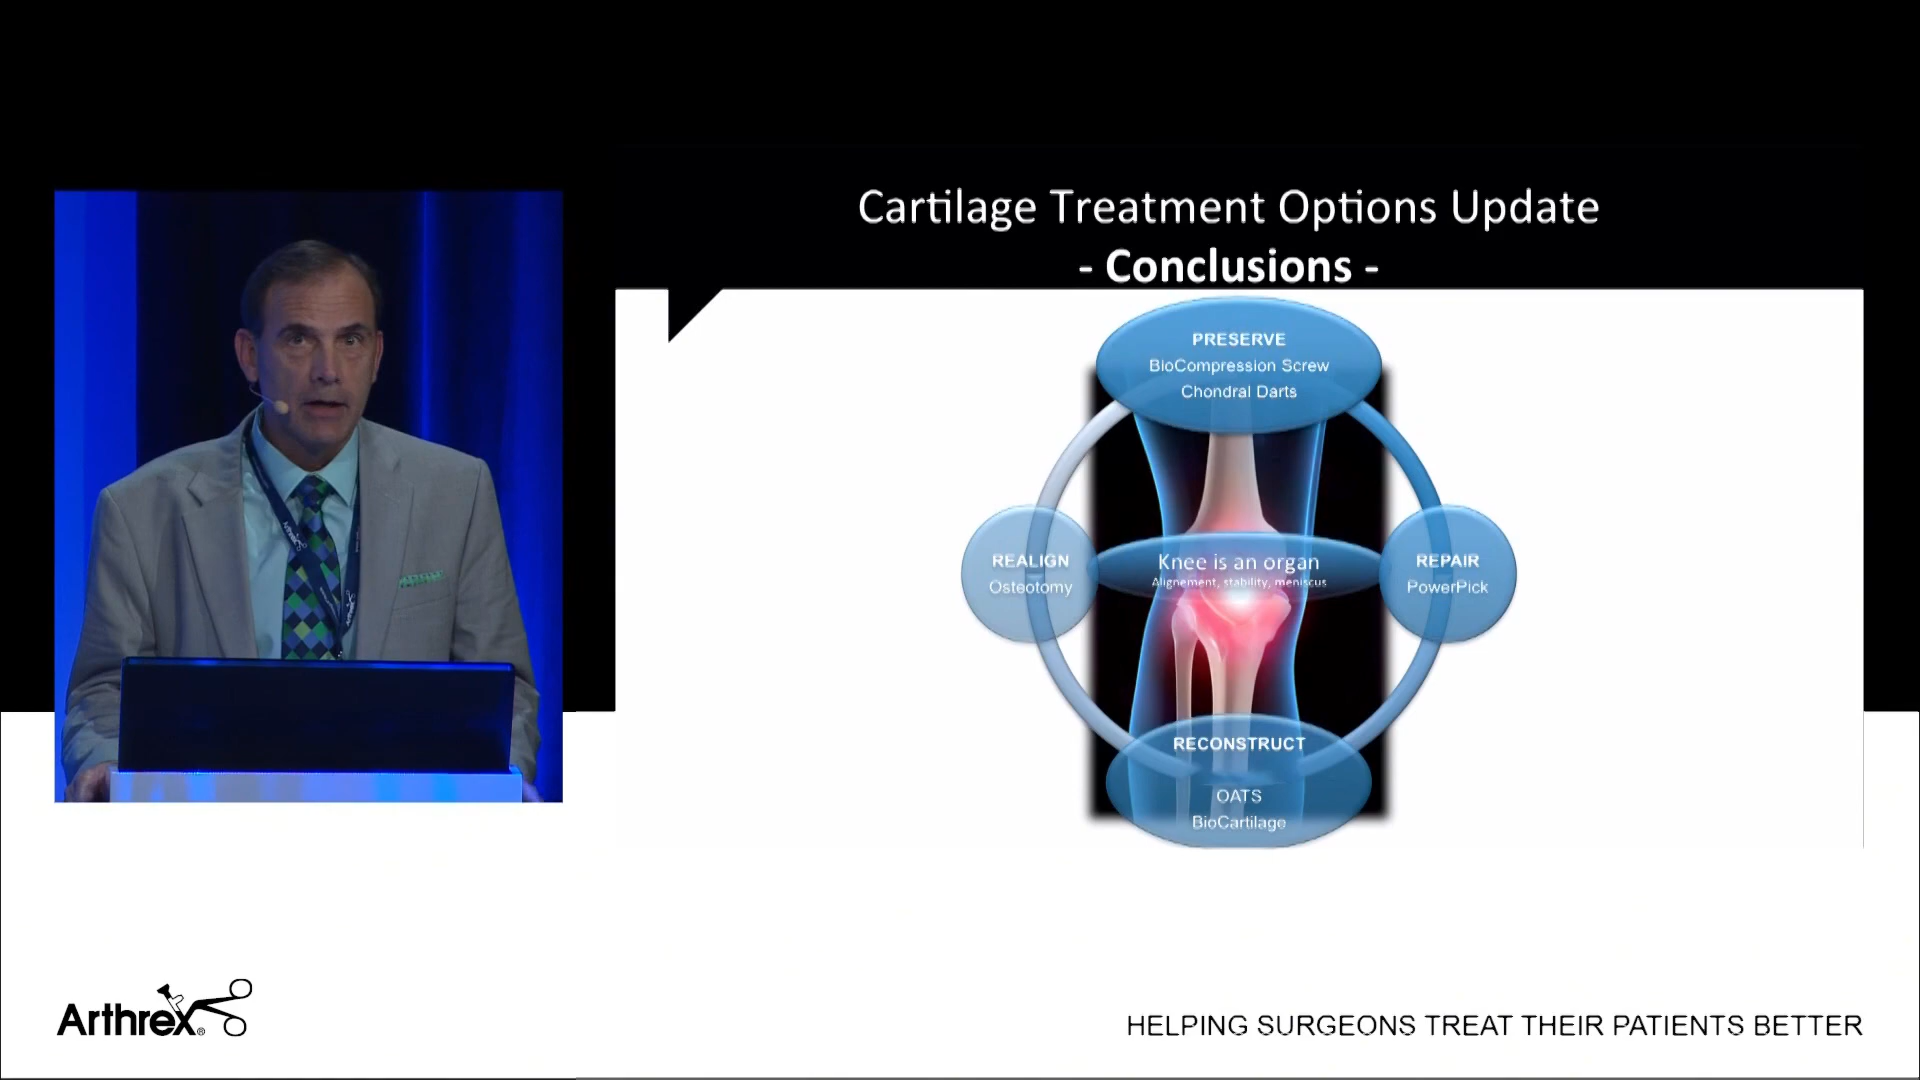 Cartilage Treatment Options Update
- Conclusions -
PRESERVE
BioCompression Screw
Chondral Darts
REALIGN
Osteotomy
Knee is an organ
Alignement, stability, meniscus
REPAIR
PowerPick
RECONSTRUCT
OATS
BioCartilage
Arthrex
Arthrex®
HELPING SURGEONS TREAT THEIR PATIENTS BETTER